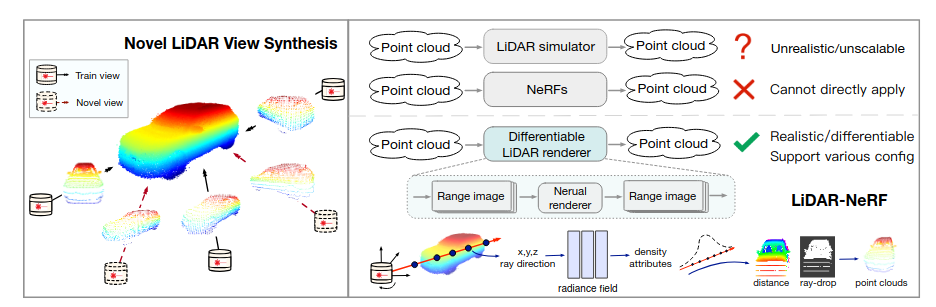 Novel LiDAR View Synthesis
Train view
Novel view
Point cloud
LiDAR simulator
Point cloud
?
Unrealistic/unscalable
Point cloud
NeRFs
Point cloud
Cannot directly apply
Point cloud
Differentiable
LiDAR renderer
Point cloud
Realistic/differentiable
Support various config
Range image
Nerual
renderer
Range image
LiDAR-NeRF
x,y,z
ray direction
radiance field
density
attributes
distance
ray-drop
point clouds